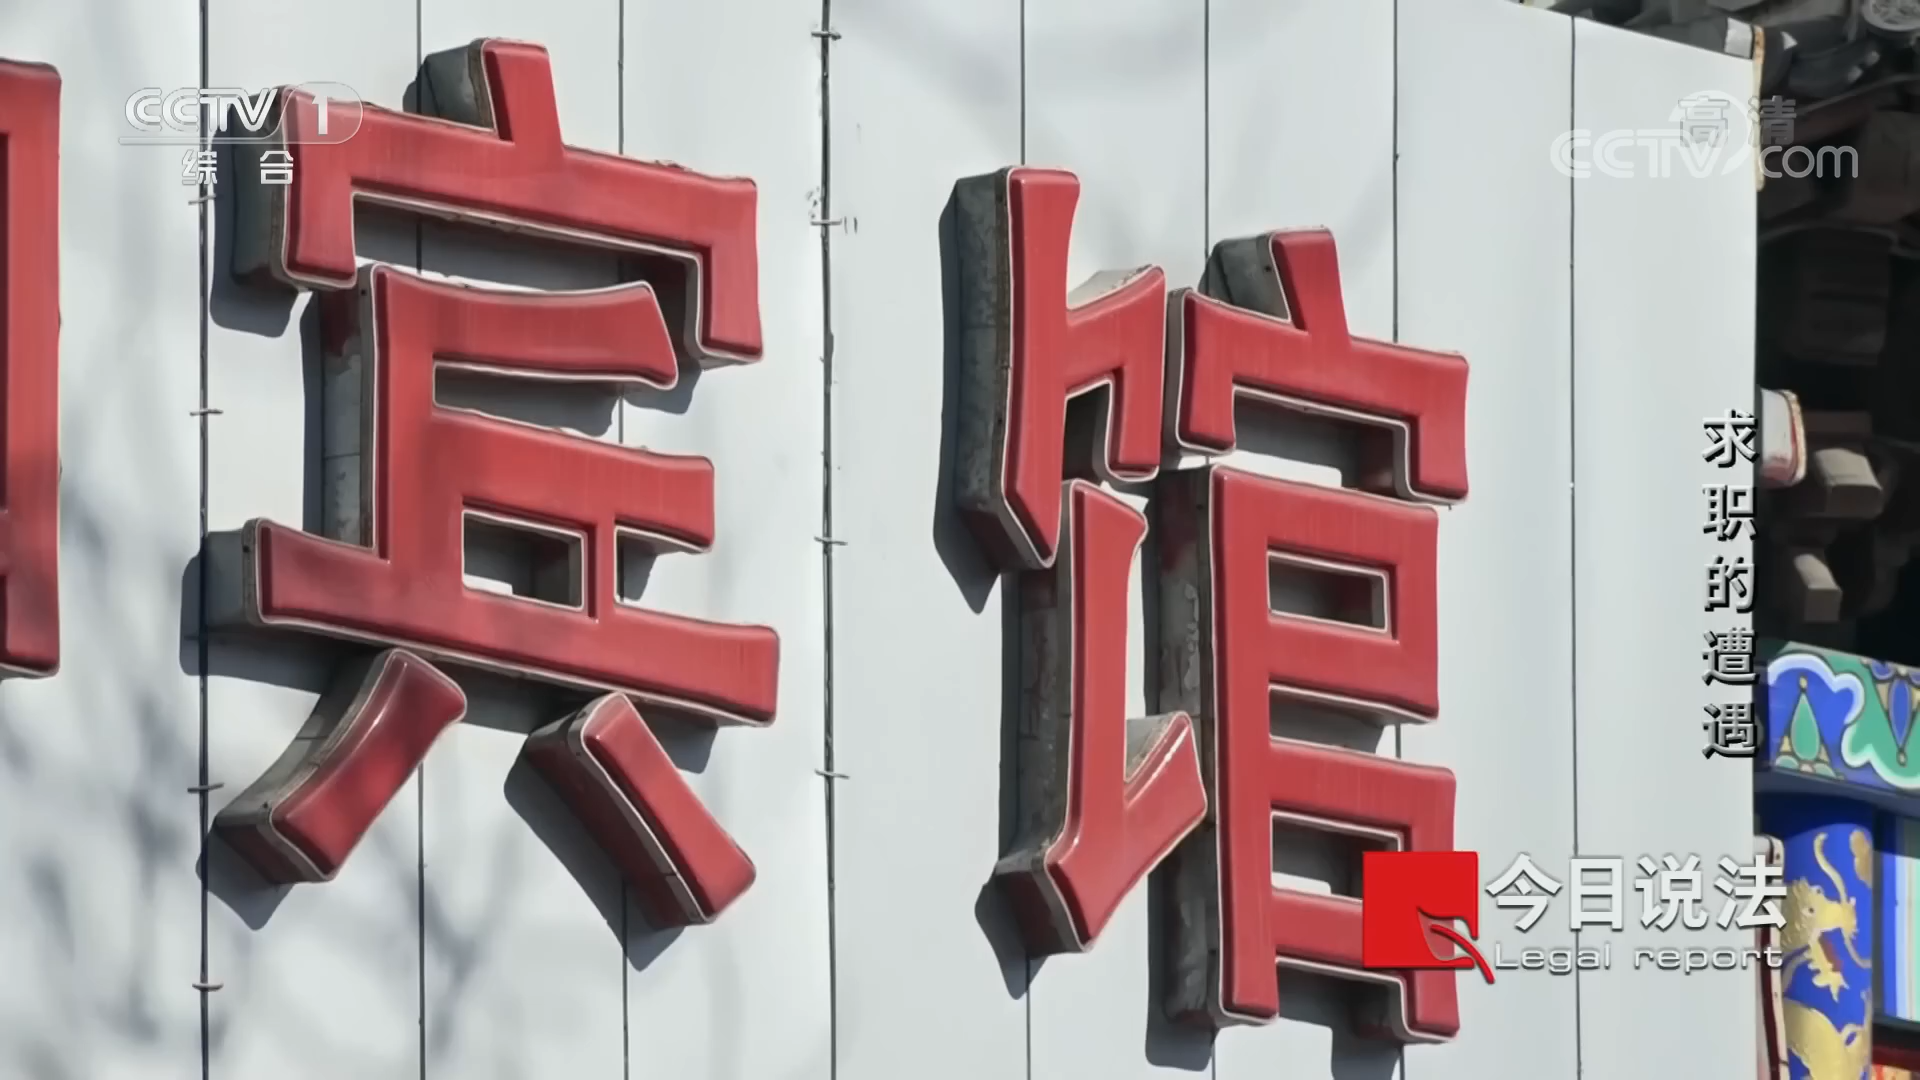 CCTV 1
综合
高清
CCTV.com
宾馆
求职的遭遇
今日说法
Legal report